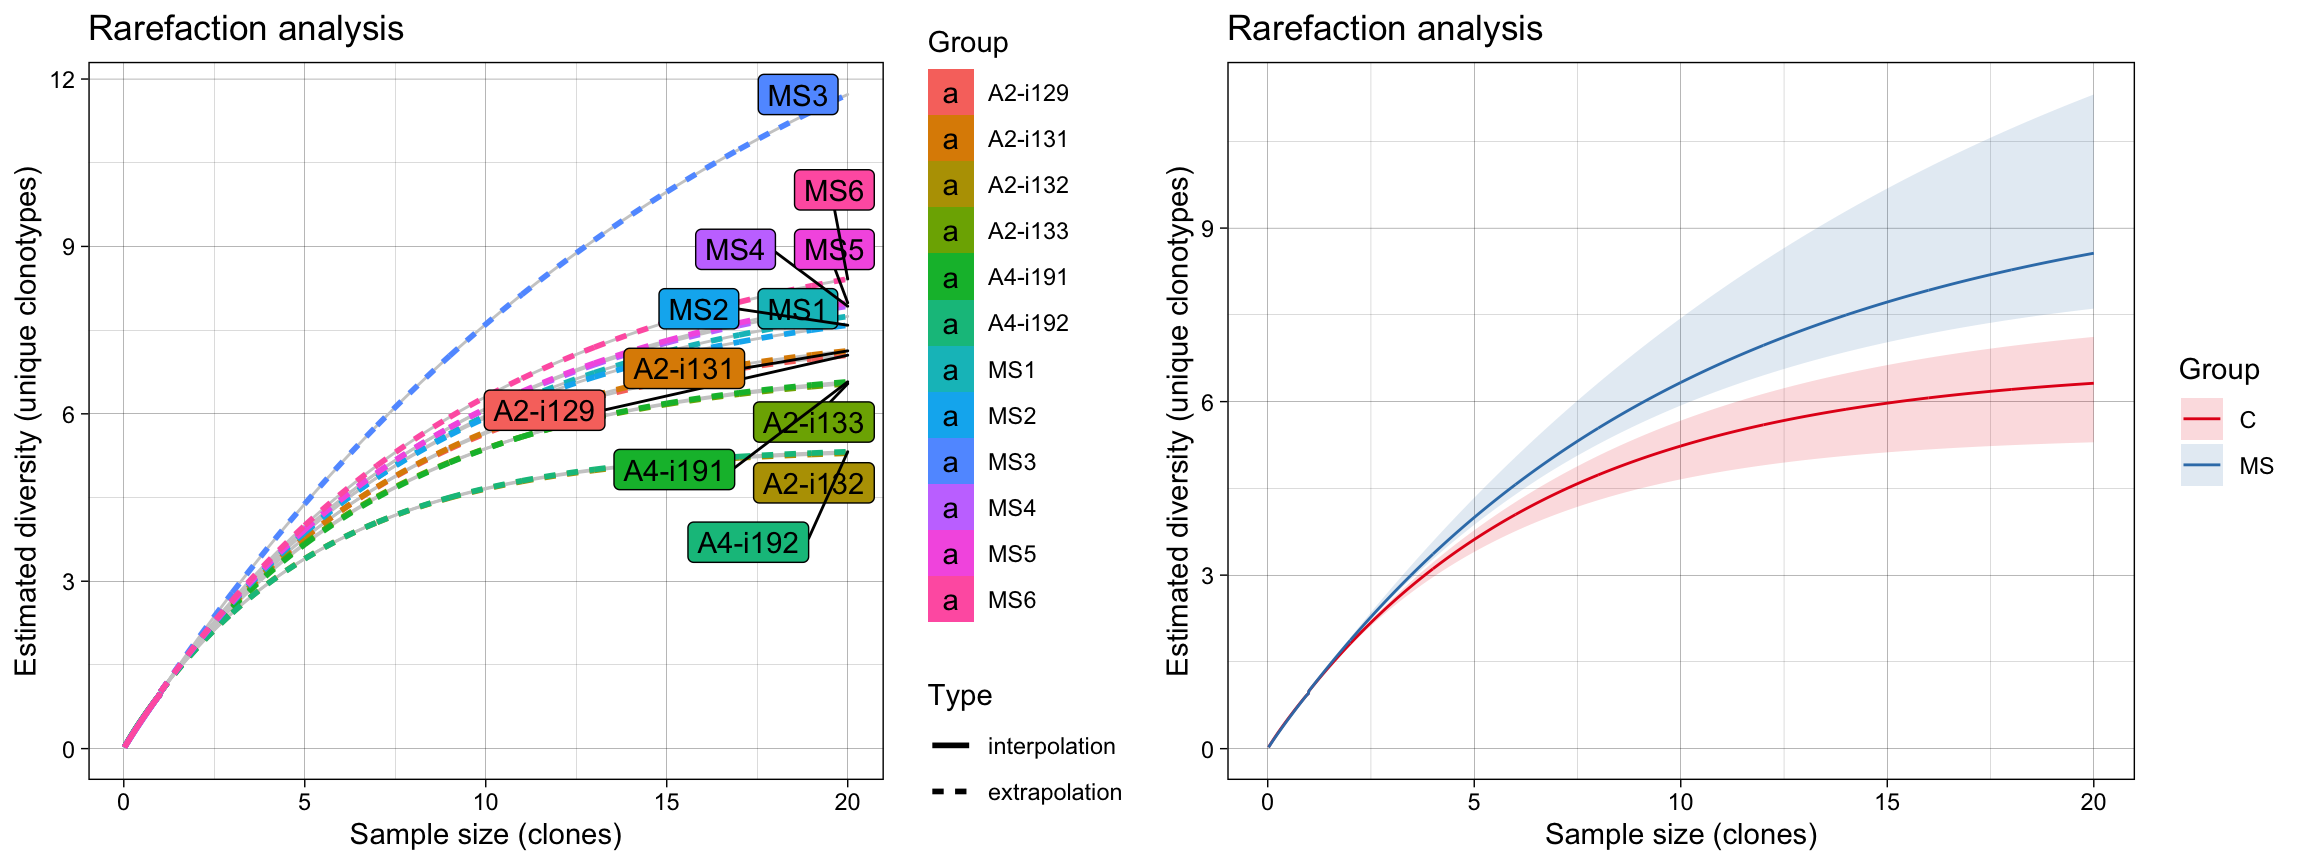 Rarefaction analysis
Estimated diversity (unique clonotypes)
12
9
6
3
0
MS3
MS6
MS4
MS5
MS2
MS1
A2-i131
A2-i129
A2-i133
A4-i191
A2-i132
A4-i192
0
5
10
15
20
Sample size (clones)
Group
a A2-i129
a A2-i131
a A2-i132
a A2-i133
a A4-i191
a A4-i192
a MS1
a MS2
a MS3
a MS4
a MS5
a MS6
Type
interpolation
extrapolation
Rarefaction analysis
Estimated diversity (unique clonotypes)
9
6
3
0
0
5
10
15
20
Sample size (clones)
Group
C
MS